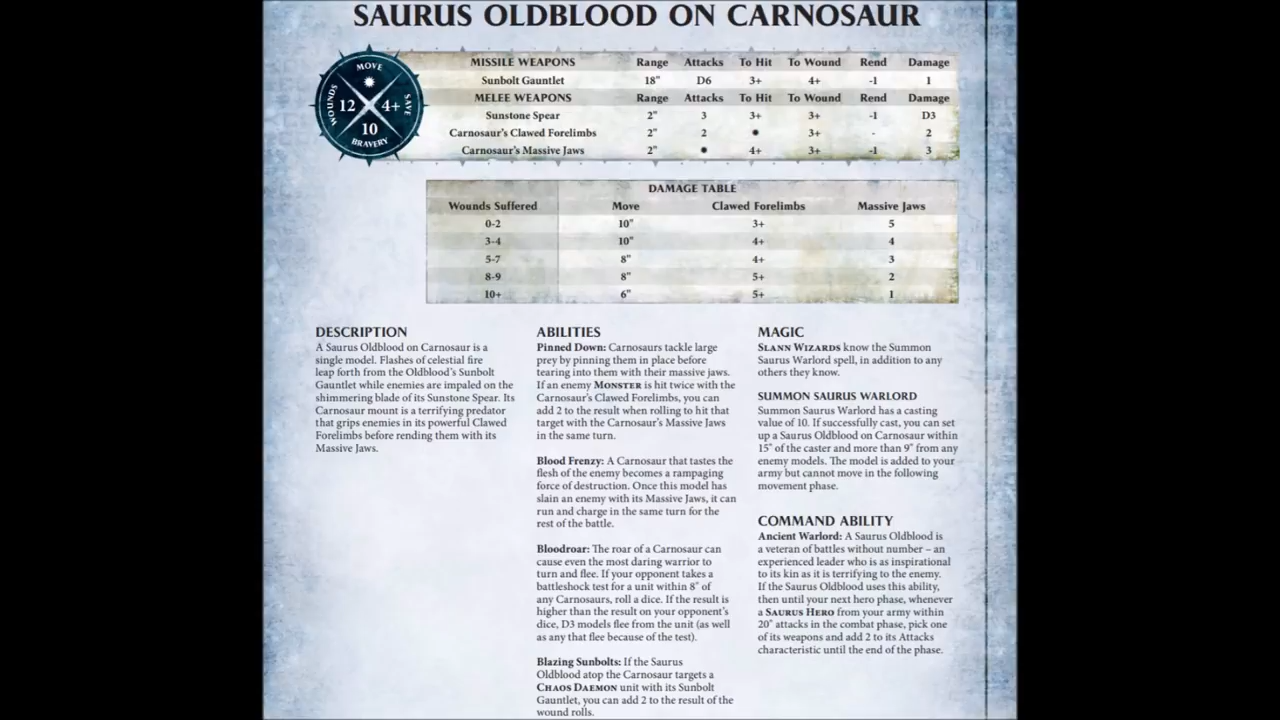 SAURUS OLDBLOOD ON CARNOSAUR
MOVE
WOUNDS 12 4+ SAVE
10
BRAVERY
MISSILE WEAPONS Range Attacks To Hit To Wound Rend Damage
Sunbolt Gauntlet 18" D6 3+ 4+ -1 1
MELEE WEAPONS Range Attacks To Hit To Wound Rend Damage
Sunstone Spear 2" 3 3+ 3+ -1 D3
Carnosaur's Clawed Forelimbs 2" 2 ✹ 3+ - 2
Carnosaur's Massive Jaws 2" ✹ 4+ 3+ -1 3
DAMAGE TABLE
Wounds Suffered Move Clawed Forelimbs Massive Jaws
0-2 10" 3+ 5
3-4 10" 4+ 4
5-7 8" 4+ 3
8-9 8" 5+ 2
10+ 6" 5+ 1
DESCRIPTION
A Saurus Oldblood on Carnosaur is a
single model. Flashes of celestial fire
leap forth from the Oldblood's Sunbolt
Gauntlet while enemies are impaled on the
shimmering blade of its Sunstone Spear. Its
Carnosaur mount is a terrifying predator
that grips enemies in its powerful Clawed
Forelimbs before rending them with its
Massive Jaws.
ABILITIES
Pinned Down: Carnosaurs tackle large
prey by pinning them in place before
tearing into them with their massive jaws.
If an enemy MONSTER is hit twice with the
Carnosaur's Clawed Forelimbs, you can
add 2 to the result when rolling to hit that
target with the Carnosaur's Massive Jaws
in the same turn.
Blood Frenzy: A Carnosaur that tastes the
flesh of the enemy becomes a rampaging
force of destruction. Once this model has
slain an enemy with its Massive Jaws, it can
run and charge in the same turn for the
rest of the battle.
Bloodroar: The roar of a Carnosaur can
cause even the most daring warrior to
turn and flee. If your opponent takes a
battleshock test for a unit within 8" of
any Carnosaurs, roll a dice. If the result is
higher than the result on your opponent's
dice, D3 models flee from the unit (as well
as any that flee because of the test).
Blazing Sunbolts: If the Saurus
Oldblood atop the Carnosaur targets a
CHAOS DAEMON unit with its Sunbolt
Gauntlet, you can add 2 to the result of the
wound rolls.
MAGIC
SLANN WIZARDS know the Summon
Saurus Warlord spell, in addition to any
others they know.
SUMMON SAURUS WARLORD
Summon Saurus Warlord has a casting
value of 10. If successfully cast, you can set
up a Saurus Oldblood on Carnosaur within
15" of the caster and more than 9" from any
enemy models. The model is added to your
army but cannot move in the following
movement phase.
COMMAND ABILITY
Ancient Warlord: A Saurus Oldblood is
a veteran of battles without number – an
experienced leader who is as inspirational
to its kin as it is terrifying to the enemy.
If the Saurus Oldblood uses this ability,
then until your next hero phase, whenever
a SAURUS HERO from your army within
20" attacks in the combat phase, pick one
of its weapons and add 2 to its Attacks
characteristic until the end of the phase.